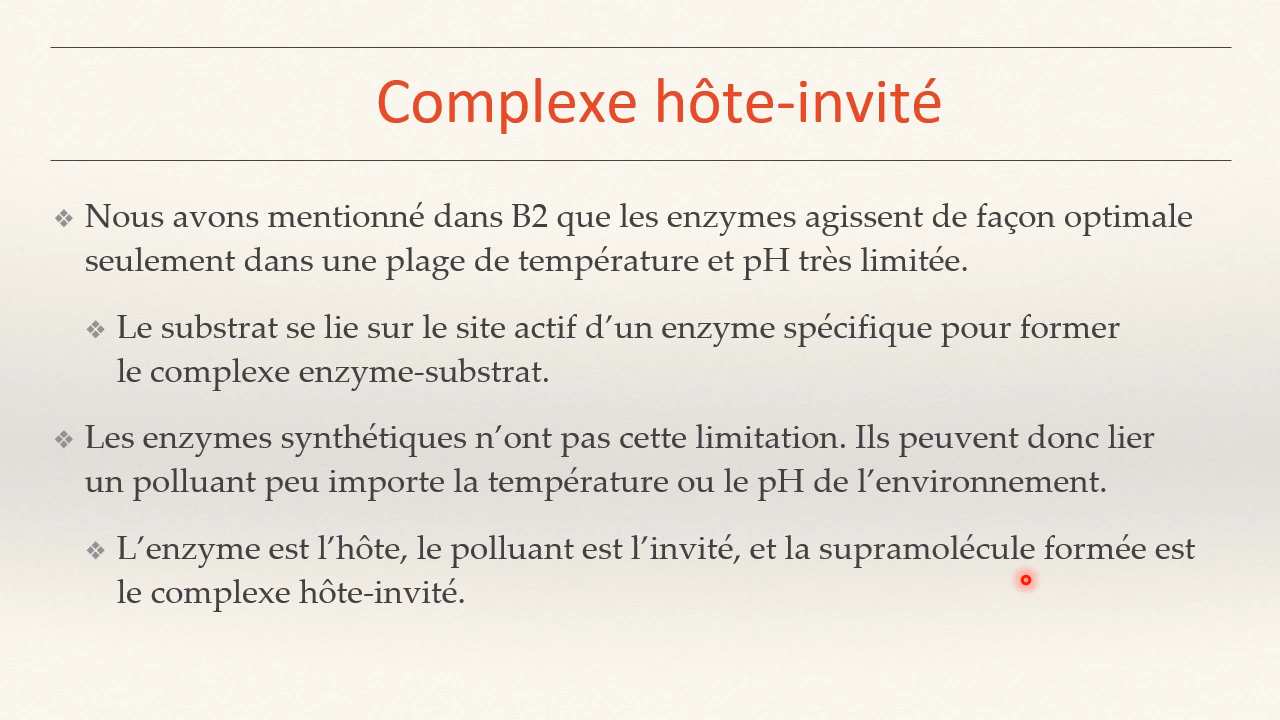 Complexe hôte-invité
Nous avons mentionné dans B2 que les enzymes agissent de façon optimale
seulement dans une plage de température et pH très limitée.
Le substrat se lie sur le site actif d’un enzyme spécifique pour former
le complexe enzyme-substrat.
Les enzymes synthétiques n’ont pas cette limitation. Ils peuvent donc lier
un polluant peu importe la température ou le pH de l’environnement.
L’enzyme est l’hôte, le polluant est l’invité, et la supramolécule formée est
le complexe hôte-invité.